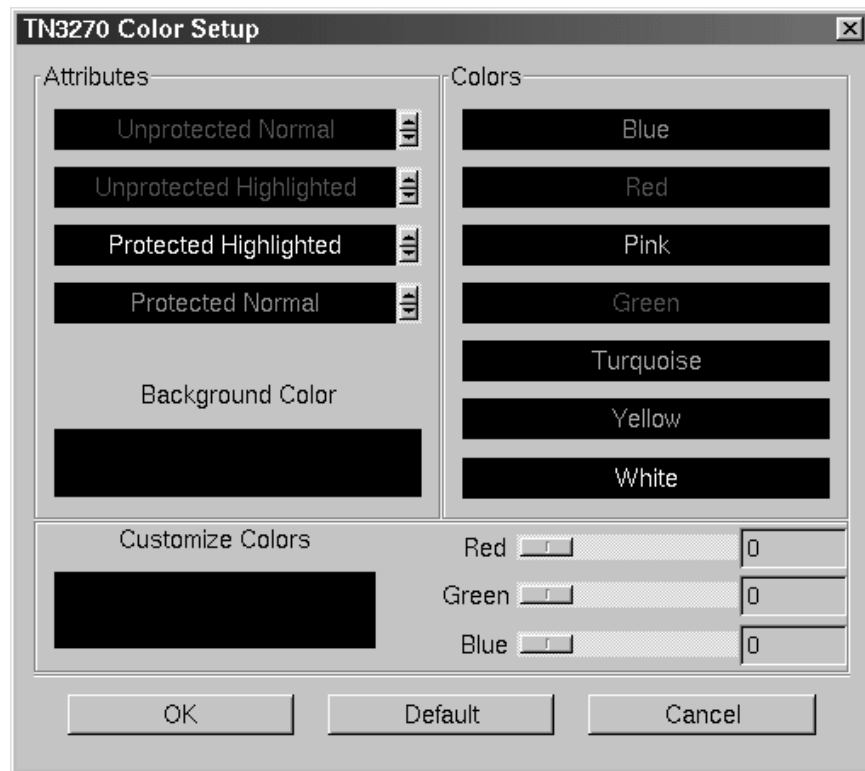 TN3270 Color Setup
Attributes
Unprotected Normal
Unprotected Highlighted
Protected Highlighted
Protected Normal
Background Color
Colors
Blue
Red
Pink
Green
Turquoise
Yellow
White
Customize Colors
Red 0
Green 0
Blue 0
OK
Default
Cancel